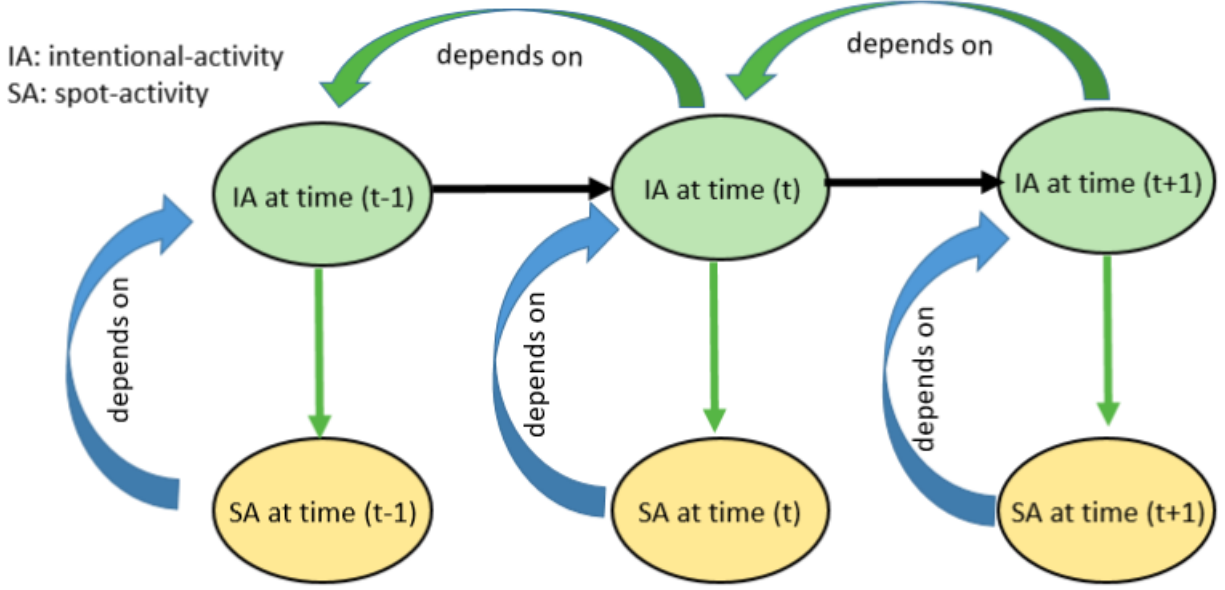 depends on
depends on
IA: intentional-activity
SA: spot-activity
IA at time (t-1)
IA at time (t)
IA at time (t+1)
depends on
depends on
depends on
SA at time (t-1)
SA at time (t)
SA at time (t+1)